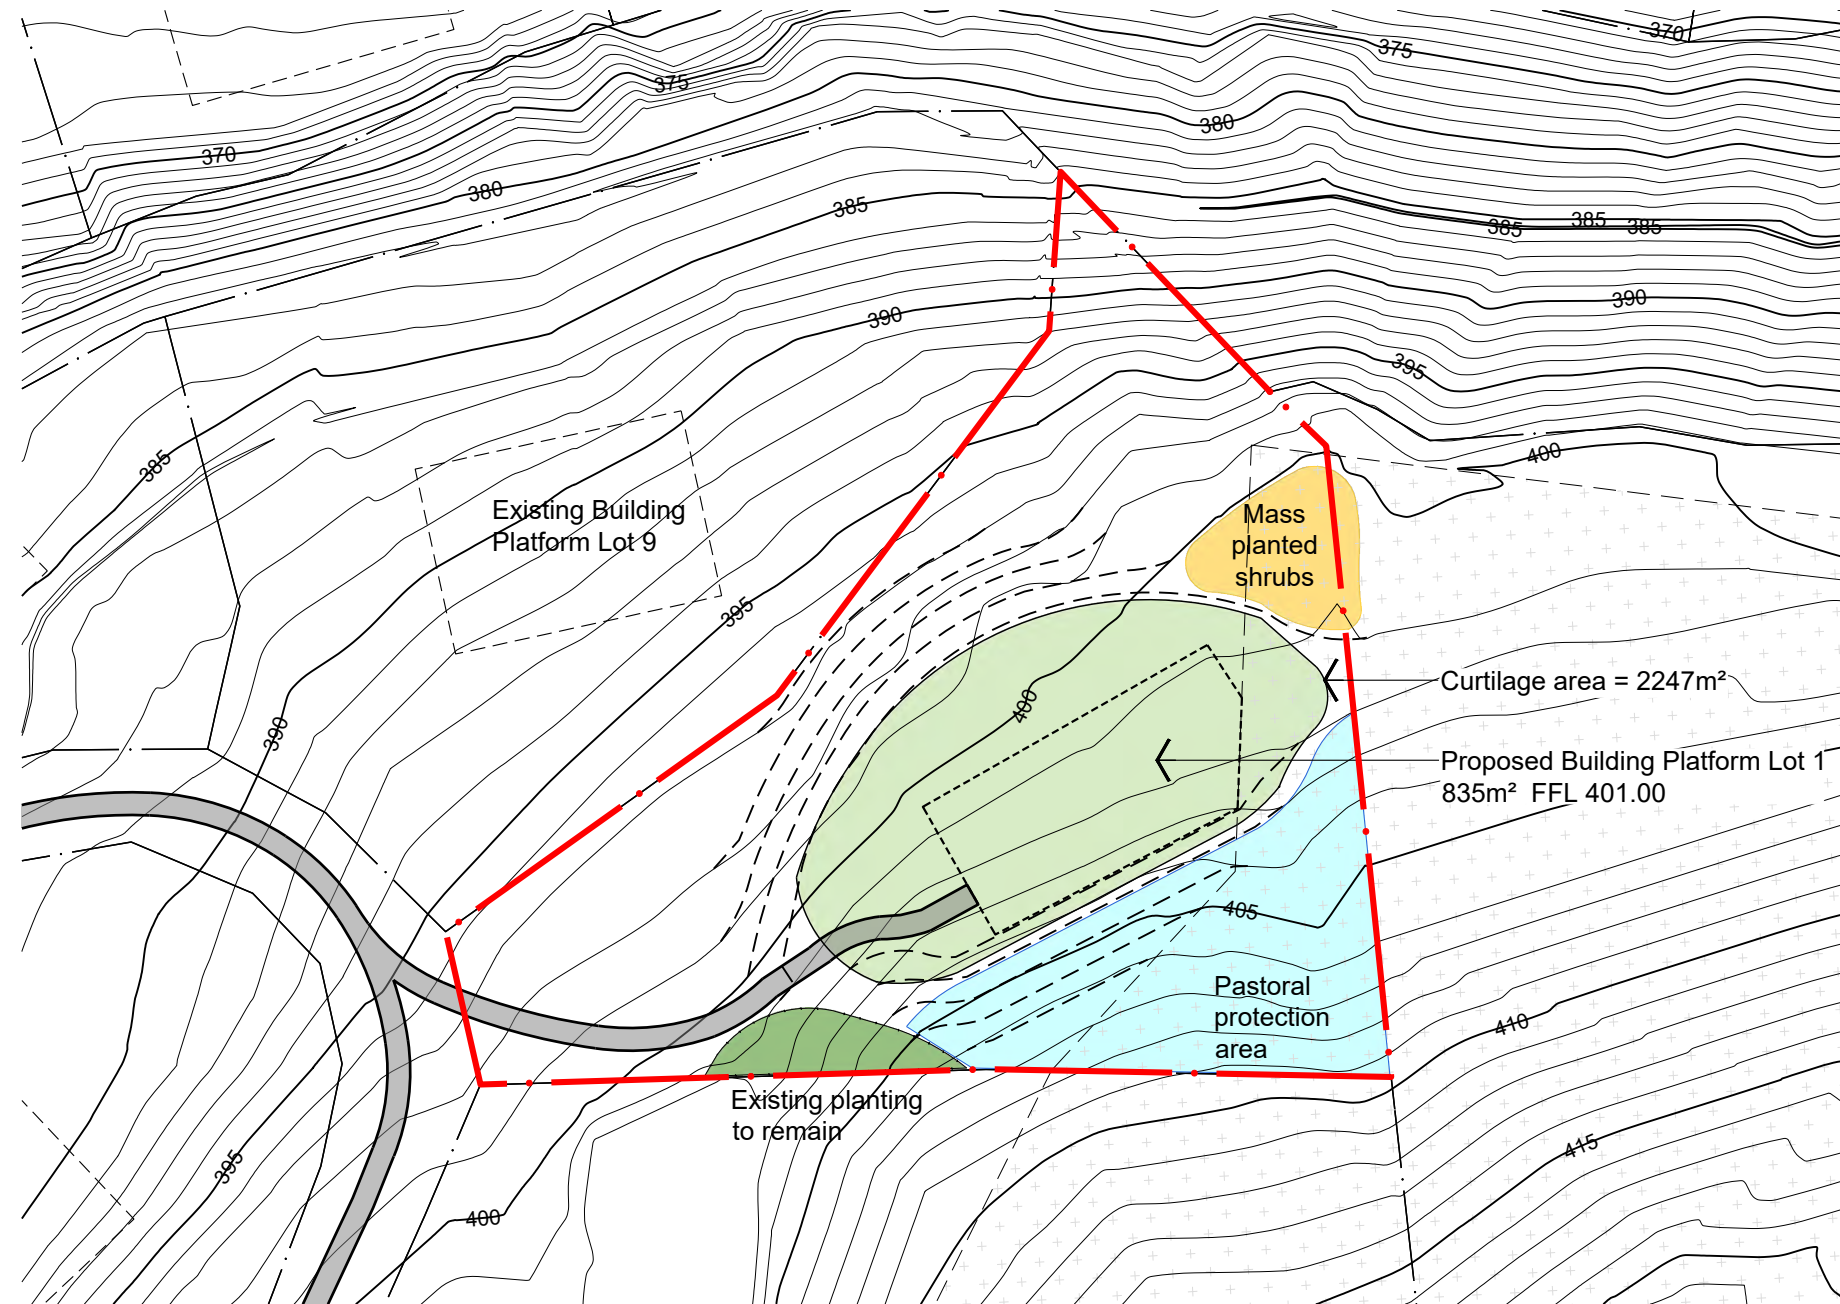 370
375
375
370
380
380
385
385
385
385
390
390
395
400
385
Existing Building
Platform Lot 9
Mass
planted
shrubs
395
400
390
Curtilage area = 2247m²
Proposed Building Platform Lot 1
835m² FFL 401.00
405
Pastoral
protection
area
410
Existing planting
to remain
395
400
415